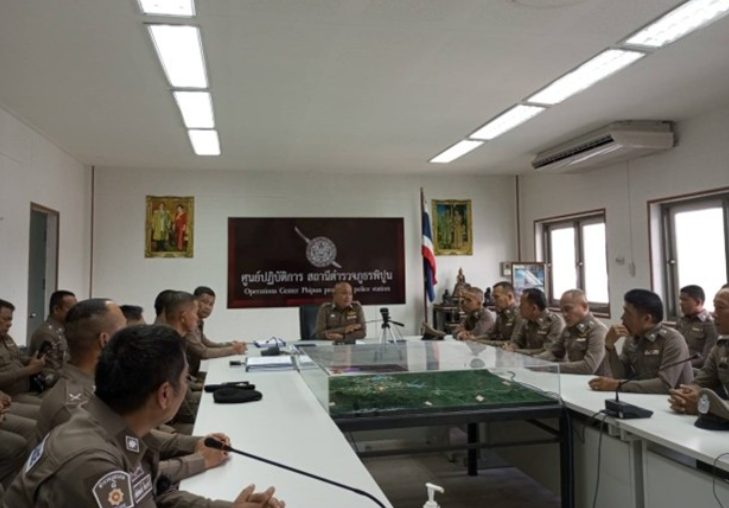 ศูนย์ปฏิบัติการ สถานีตำรวจภูธรพิปูน
Operations Center Phipun police station